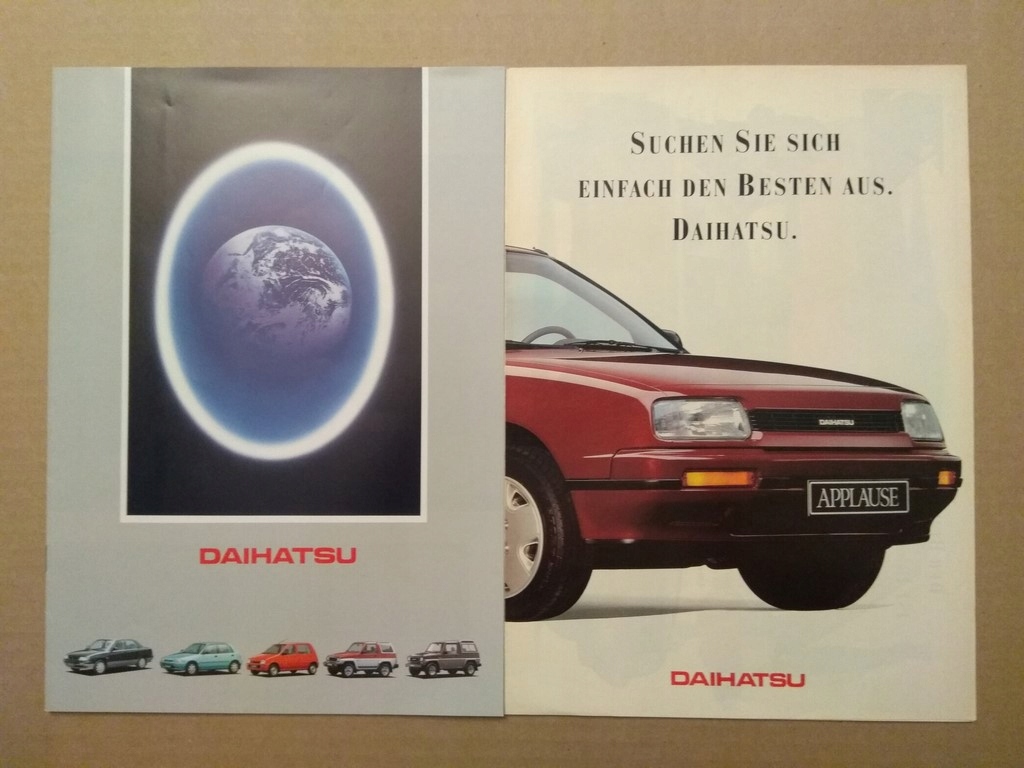 DAIHATSU
SUCHEN SIE SICH
EINFACH DEN BESTEN AUS.
DAIHATSU.
DAIHATSU
APPLAUSE
DAIHATSU